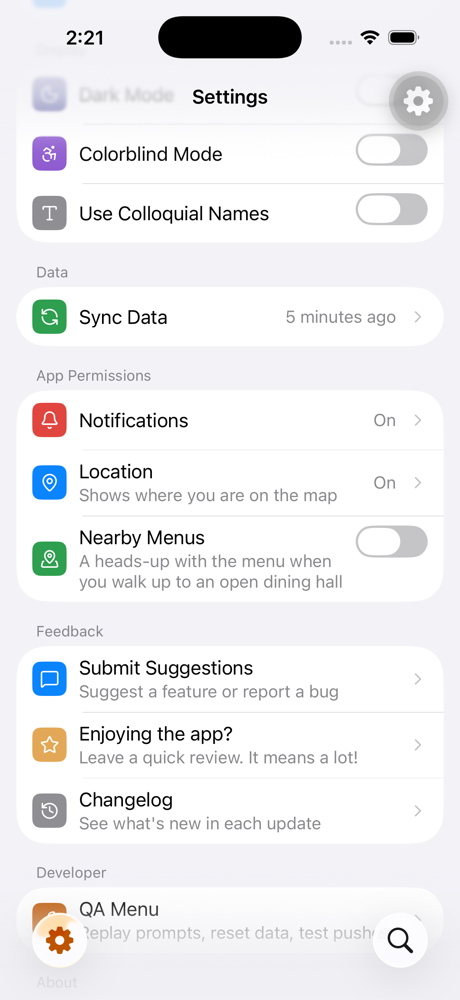 2:21
Display
Dark Mode
Settings
Colorblind Mode
Use Colloquial Names
Data
Sync Data
5 minutes ago
App Permissions
Notifications
On
Location
Shows where you are on the map
On
Nearby Menus
A heads-up with the menu when
you walk up to an open dining hall
Feedback
Submit Suggestions
Suggest a feature or report a bug
Enjoying the app?
Leave a quick review. It means a lot!
Changelog
See what's new in each update
Developer
QA Menu
Replay prompts, reset data, test push
About